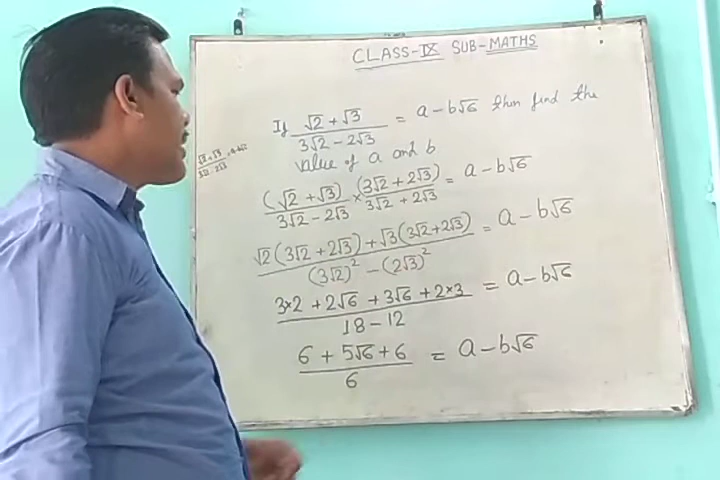 CLASS-IX SUB-MATHS
If (√2 + √3)/(3√2 - 2√3) = a - b√6 then find the
value of a and b
(√2 + √3)/(3√2 - 2√3) × (3√2 + 2√3)/(3√2 + 2√3) = a - b√6
(√2(3√2 + 2√3) + √3(3√2 + 2√3))/((3√2)² - (2√3)²) = a - b√6
(3×2 + 2√6 + 3√6 + 2×3)/(18 - 12) = a - b√6
(6 + 5√6 + 6)/6 = a - b√6